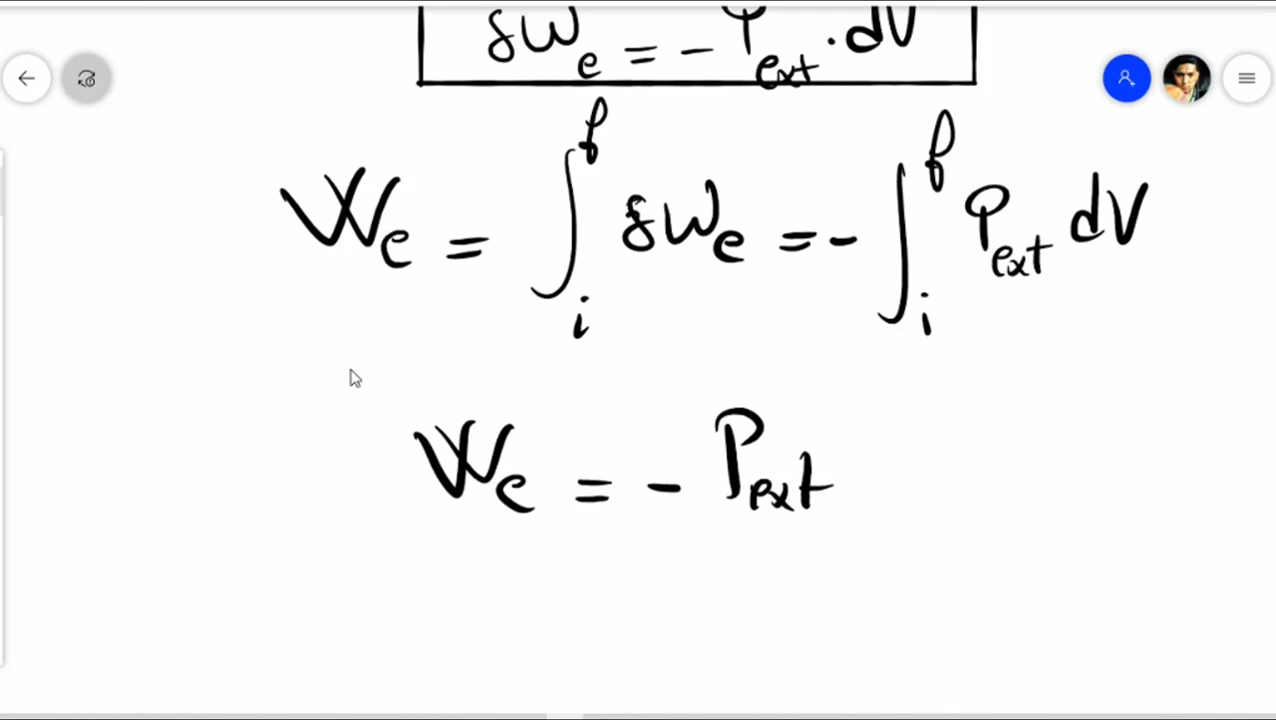 δW_e = - P_ext . dV
W_e = ∫_i^f δW_e = - ∫_i^f P_ext dV
W_e = - P_ext